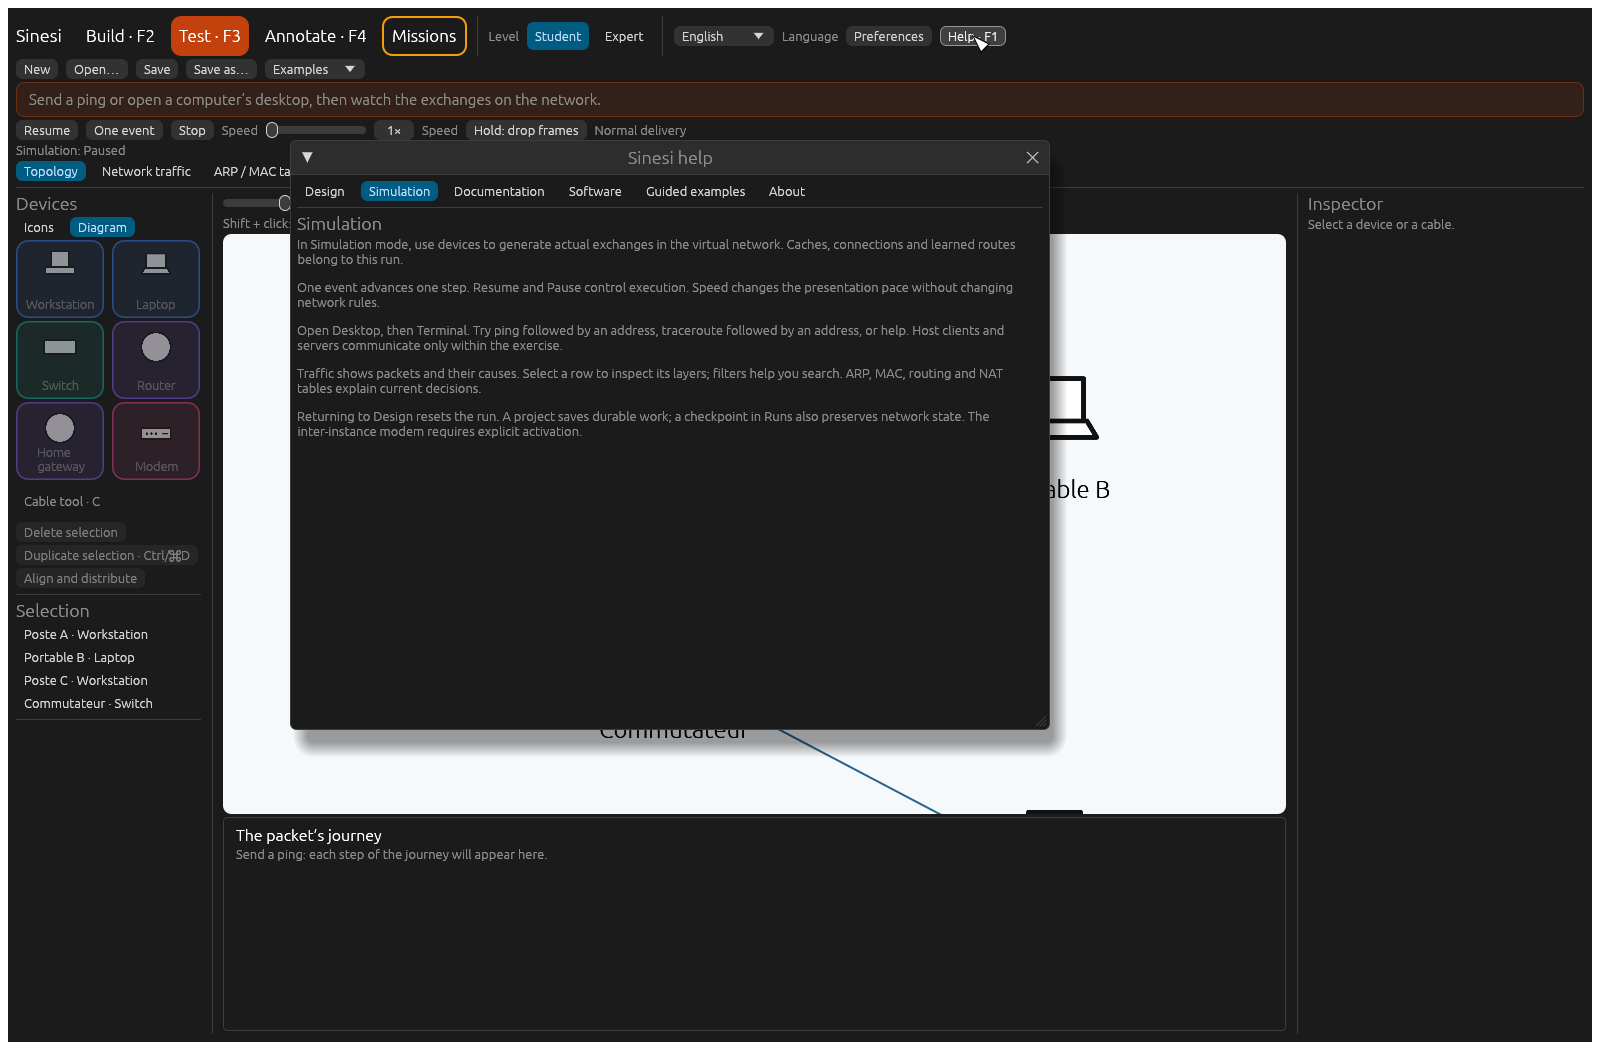 Sinesi Build · F2 Test · F3 Annotate · F4 Missions Level Student Expert English Language Preferences Help · F1
New Open… Save Save as… Examples
Send a ping or open a computer’s desktop, then watch the exchanges on the network.
Resume One event Stop Speed 1× Speed Hold: drop frames Normal delivery
Simulation: Paused
Topology Network traffic ARP / MAC ta
Sinesi help
Design Simulation Documentation Software Guided examples About
Simulation
In Simulation mode, use devices to generate actual exchanges in the virtual network. Caches, connections and learned routes
belong to this run.
One event advances one step. Resume and Pause control execution. Speed changes the presentation pace without changing
network rules.
Open Desktop, then Terminal. Try ping followed by an address, traceroute followed by an address, or help. Host clients and
servers communicate only within the exercise.
Traffic shows packets and their causes. Select a row to inspect its layers; filters help you search. ARP, MAC, routing and NAT
tables explain current decisions.
Returning to Design resets the run. A project saves durable work; a checkpoint in Runs also preserves network state. The
inter-instance modem requires explicit activation.
Devices
Icons Diagram
Workstation Laptop
Switch Router
Home
gateway
Modem
Cable tool · C
Delete selection
Duplicate selection · Ctrl/⌘D
Align and distribute
Selection
Poste A · Workstation
Portable B · Laptop
Poste C · Workstation
Commutateur · Switch
Shift + click:
able B
Commutateur
The packet’s journey
Send a ping: each step of the journey will appear here.
Inspector
Select a device or a cable.